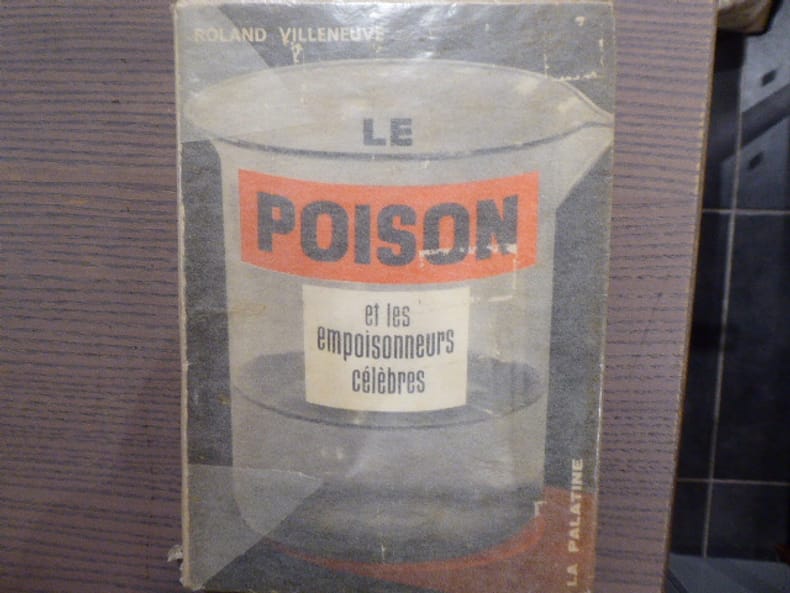 ROLAND VILLENEUVE
LE
POISON
et les
empoisonneurs
célèbres
LA PALATINE